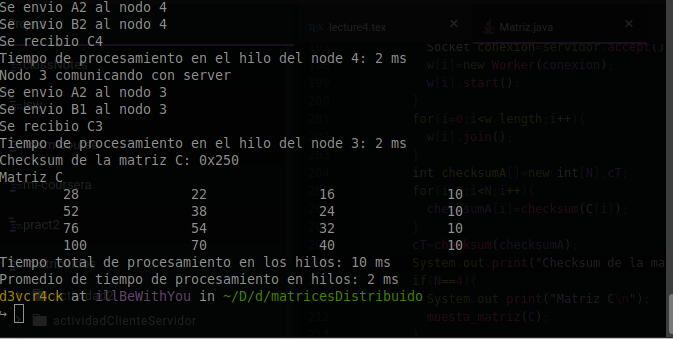 Se envio A2 al nodo 4
Se envio B2 al nodo 4
Se recibio C4
Tiempo de procesamiento en el hilo del node 4: 2 ms
Nodo 3 comunicando con server
Se envio A2 al nodo 3
Se envio B1 al nodo 3
Se recibio C3
Tiempo de procesamiento en el hilo del node 3: 2 ms
Checksum de la matriz C: 0x250
Matriz C
28 22 16 10
52 38 24 10
76 54 32 10
100 70 40 10
Tiempo total de procesamiento en los hilos: 10 ms
Promedio de tiempo de procesamiento en hilos: 2 ms
d3vcr4ck at illBeWithYou in ~/D/d/matricesDistribuido
↪
mi-coursera
pract2
actividadClienteServidor
lecture4.tex
Matriz.java
Socket conexion=servidor.accept()
w[i]=new Worker(conexion);
w[i].start();
}
for(i=0;i<w.length;i++){
w[i].join();
}
int checksumA[]=new int[N],cT;
for(i=0;i<N;i++){
checksumA[i]=checksum(C[i]);
}
cT=checksum(checksumA);
System.out.print("Checksum de la ma
if(N==4){
System.out.print("Matriz C\n");
muesta_matriz(C);
}